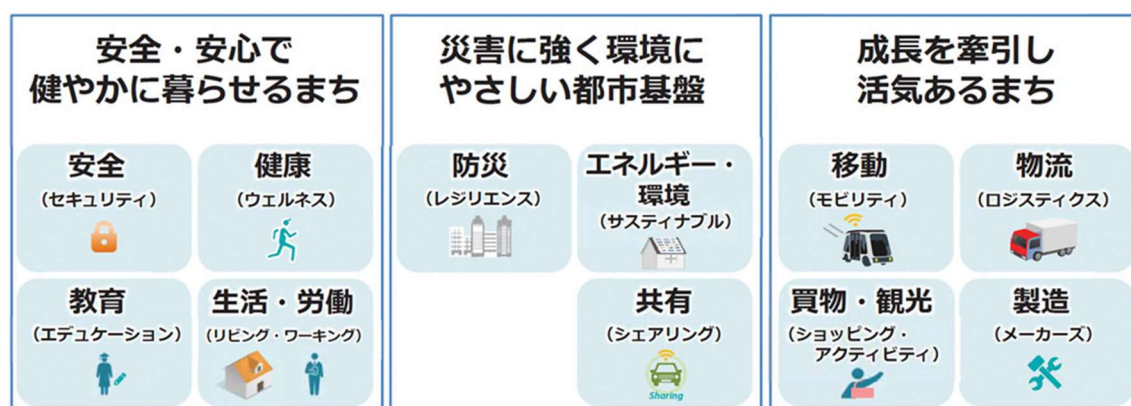 安全・安心で
健やかに暮らせるまち
安全
（セキュリティ）
健康
（ウェルネス）
教育
（エデュケーション）
生活・労働
（リビング・ワーキング）
災害に強く環境に
やさしい都市基盤
防災
（レジリエンス）
エネルギー・
環境
（サスティナブル）
共有
（シェアリング）
Sharing
成長を牽引し
活気あるまち
移動
（モビリティ）
物流
（ロジスティクス）
買物・観光
（ショッピング・
アクティビティ）
製造
（メーカーズ）